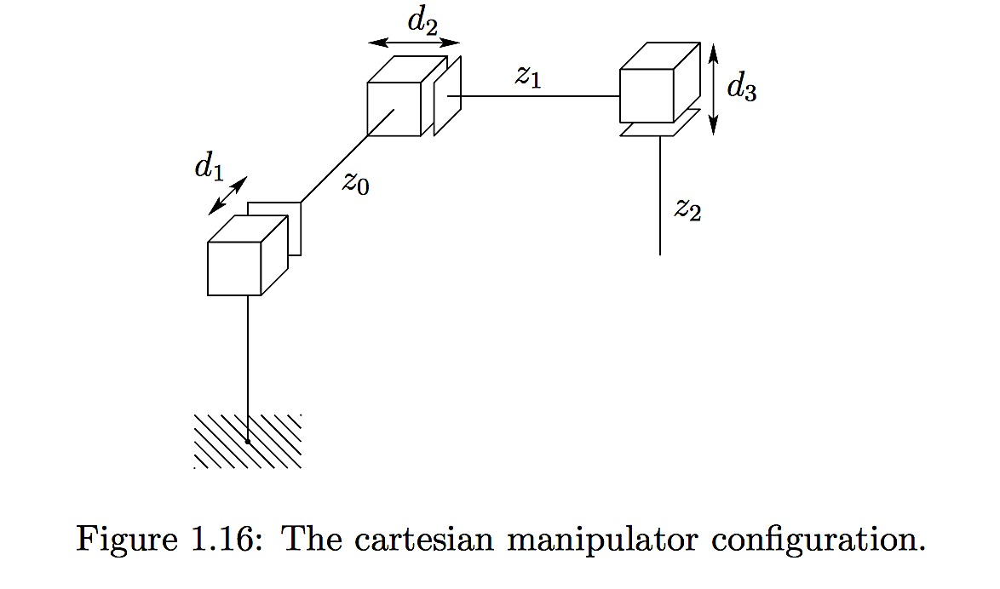 d₂
z₁
d₃
d₁
z₀
z₂
Figure 1.16: The cartesian manipulator configuration.